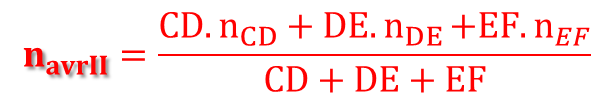 n_avrII = (CD. n_CD + DE. n_DE +EF. n_EF) / (CD + DE + EF)